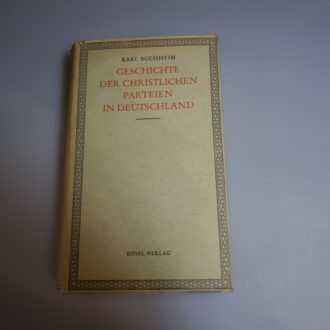 KARL BUCHHEIM
GESCHICHTE
DER CHRISTLICHEN
PARTEIEN
IN DEUTSCHLAND
KÖSEL-VERLAG